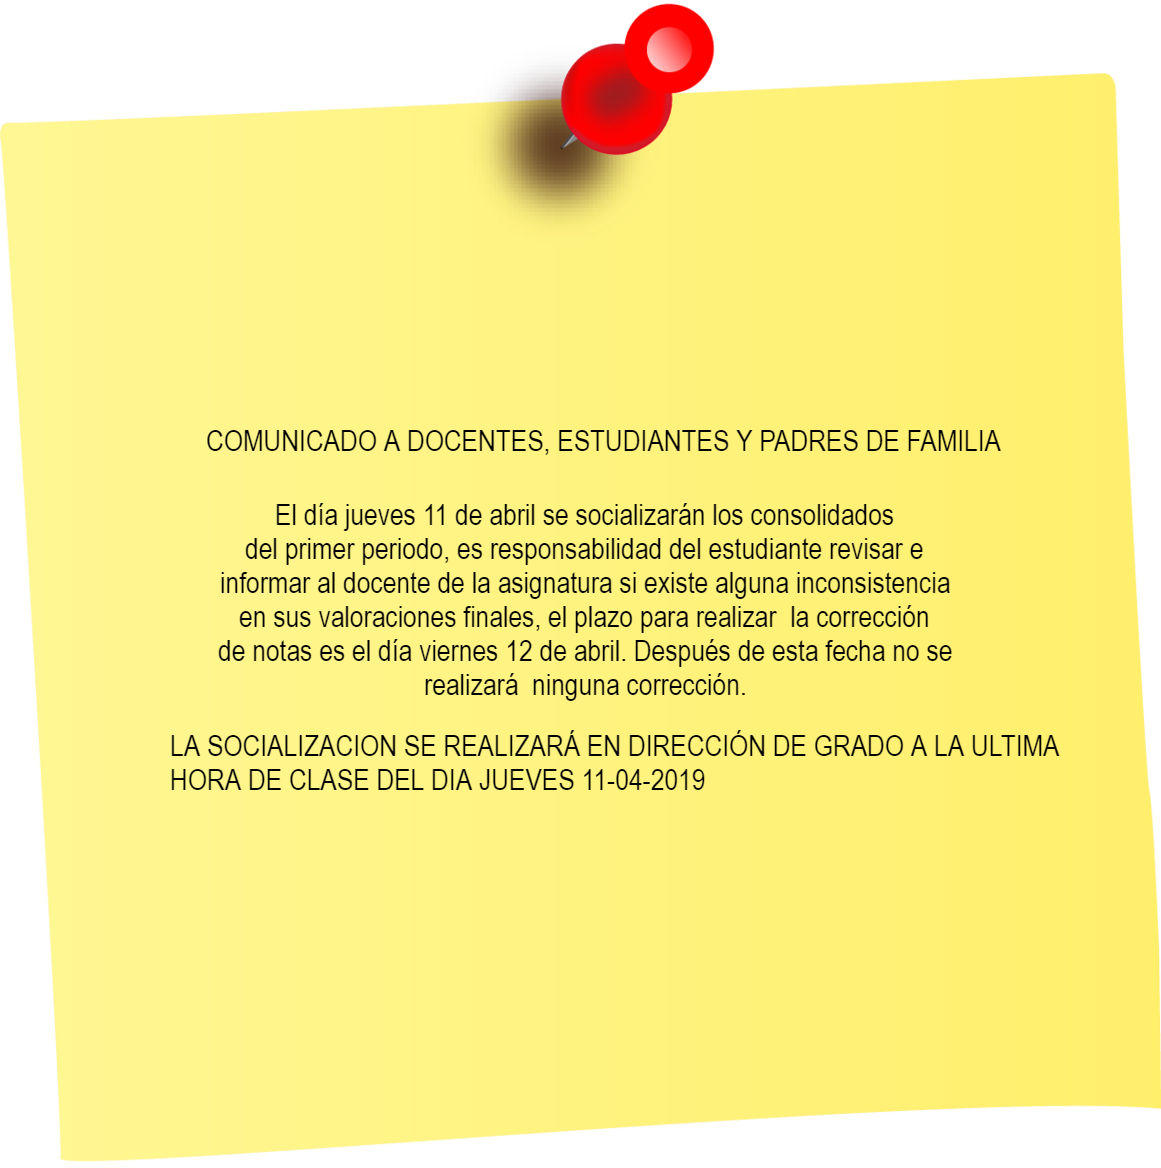 COMUNICADO A DOCENTES, ESTUDIANTES Y PADRES DE FAMILIA
El día jueves 11 de abril se socializarán los consolidados
del primer periodo, es responsabilidad del estudiante revisar e
informar al docente de la asignatura si existe alguna inconsistencia
en sus valoraciones finales, el plazo para realizar  la corrección
de notas es el día viernes 12 de abril. Después de esta fecha no se
realizará  ninguna corrección.
LA SOCIALIZACION SE REALIZARÁ EN DIRECCIÓN DE GRADO A LA ULTIMA
HORA DE CLASE DEL DIA JUEVES 11-04-2019